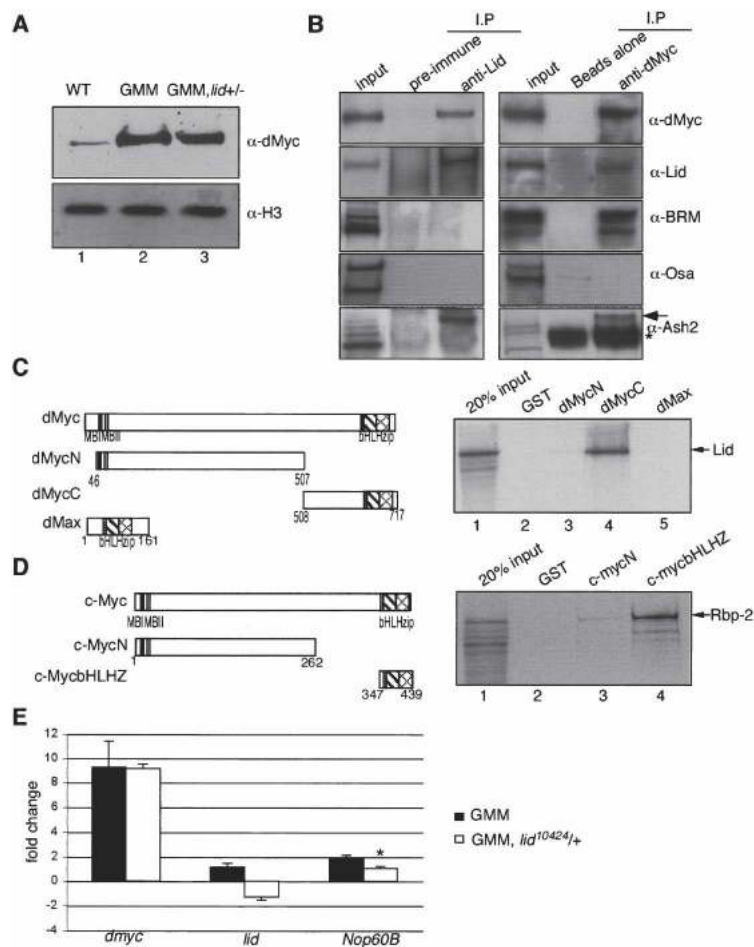 A
WT GMM GMM,lid+/-
α-dMyc
α-H3
1 2 3
B
I.P I.P
input pre-immune anti-Lid input Beads alone anti-dMyc
α-dMyc
α-Lid
α-BRM
α-Osa
α-Ash2
*
C
dMyc
MBI MBII bHLHzip
dMycN
46 507
dMycC
508 717
dMax
1 bHLHzip 161
20% input GST dMycN dMycC dMax
Lid
1 2 3 4 5
D
c-Myc
MBI MBII bHLHzip
c-MycN
1 262
c-MycbHLHZ
347 439
20% input GST c-mycN c-mycbHLHZ
Rbp-2
1 2 3 4
E
fold change
12
10
8
6
4
2
0
-2
-4
*
dmyc lid Nop60B
GMM
GMM, lid10424/+